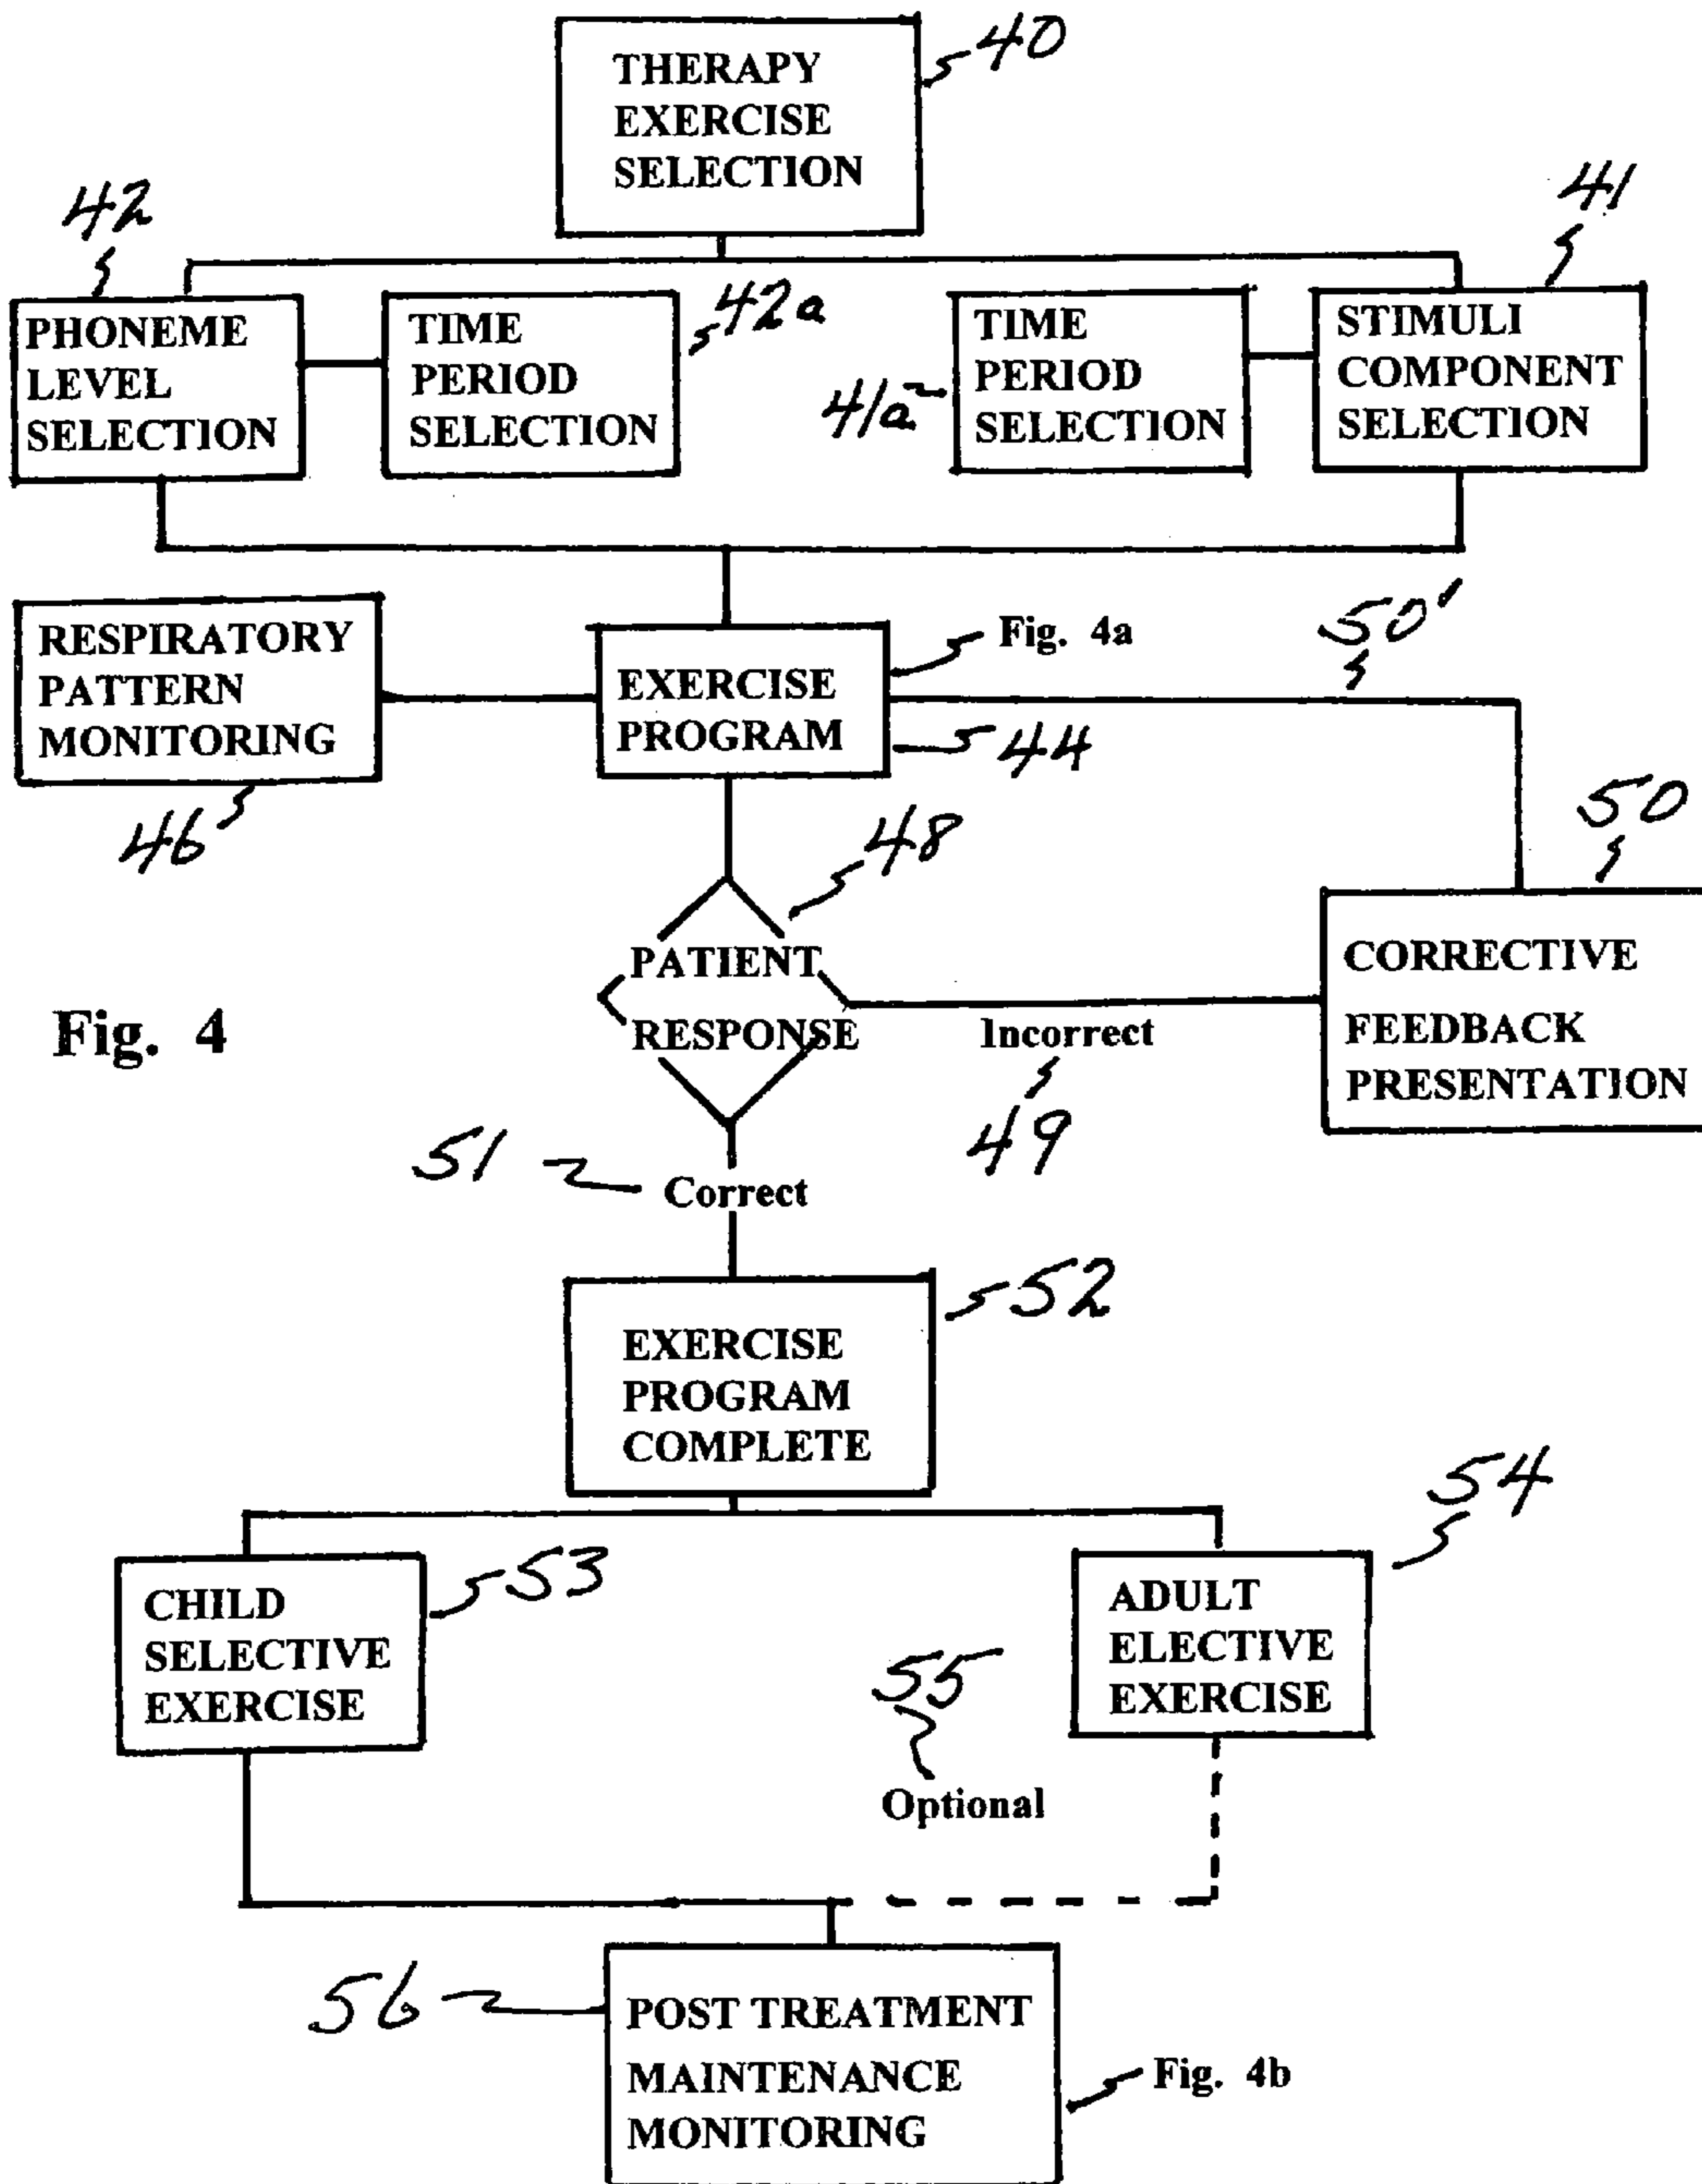 THERAPY
EXERCISE
SELECTION
40
42
41
PHONEME
LEVEL
SELECTION
TIME
PERIOD
SELECTION
42a
41a
TIME
PERIOD
SELECTION
STIMULI
COMPONENT
SELECTION
RESPIRATORY
PATTERN
MONITORING
46
EXERCISE
PROGRAM
Fig. 4a
44
50'
50
48
PATIENT
RESPONSE
Incorrect
49
CORRECTIVE
FEEDBACK
PRESENTATION
Fig. 4
51
Correct
EXERCISE
PROGRAM
COMPLETE
52
CHILD
SELECTIVE
EXERCISE
53
54
ADULT
ELECTIVE
EXERCISE
55
Optional
56
POST TREATMENT
MAINTENANCE
MONITORING
Fig. 4b